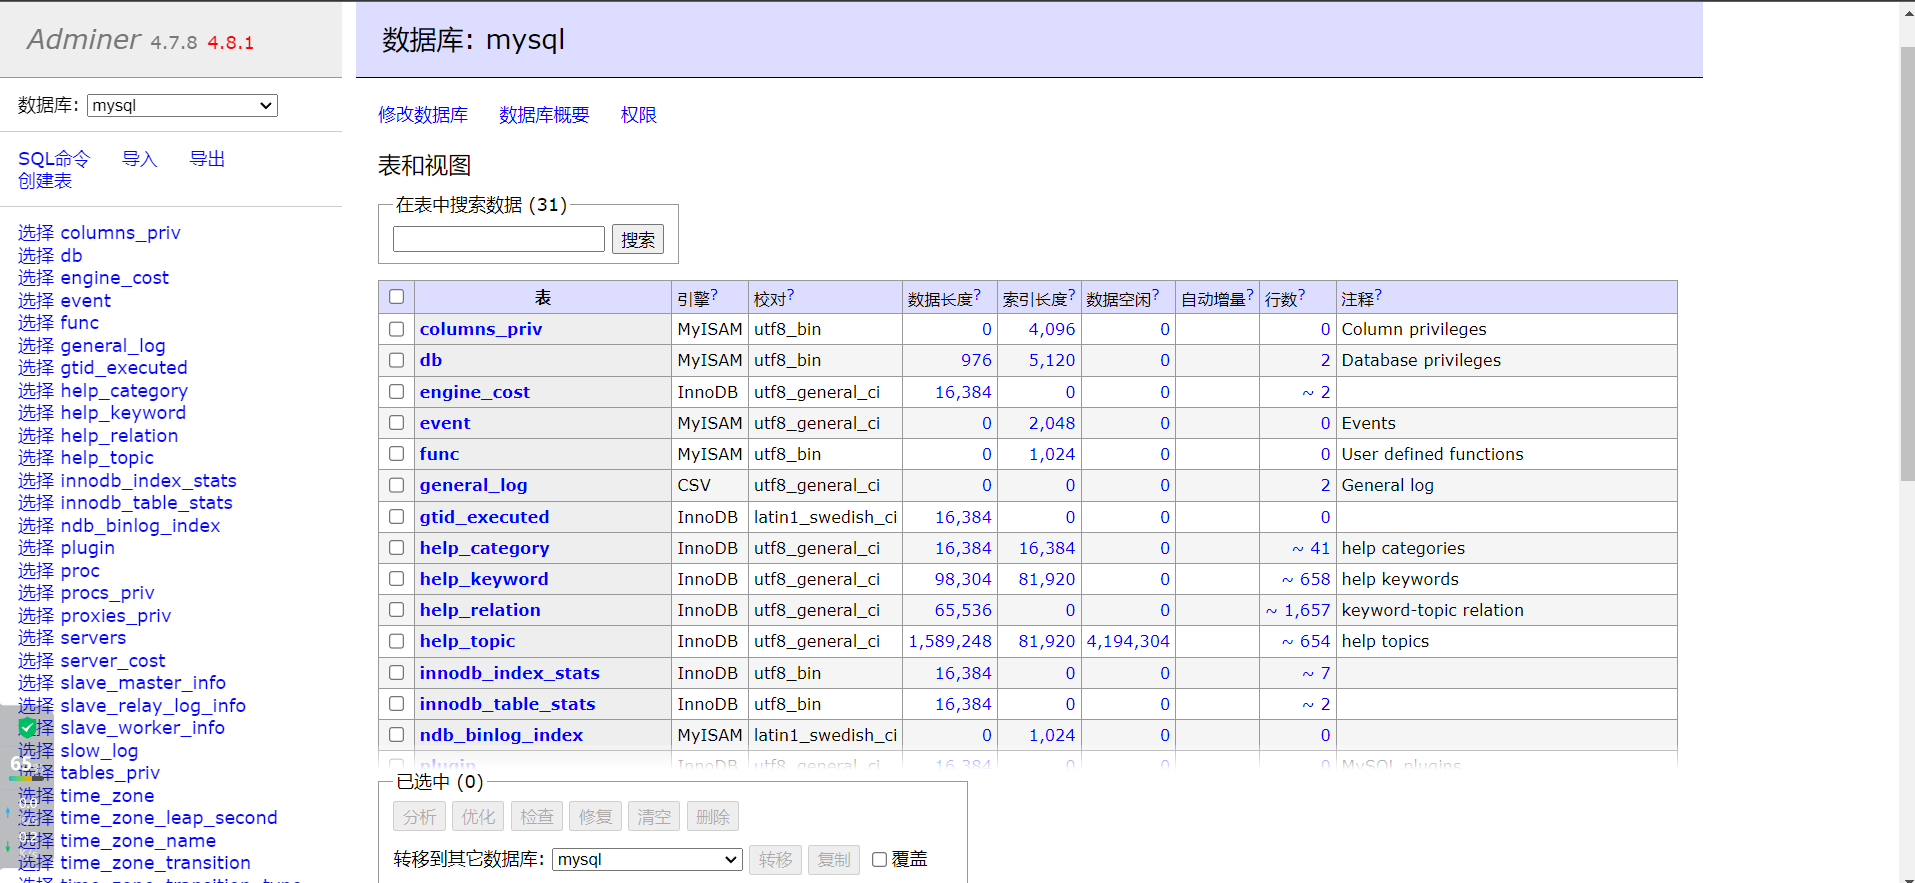 Adminer 4.7.8 4.8.1
数据库: mysql
SQL命令 导入 导出
创建表
选择 columns_priv
选择 db
选择 engine_cost
选择 event
选择 func
选择 general_log
选择 gtid_executed
选择 help_category
选择 help_keyword
选择 help_relation
选择 help_topic
选择 innodb_index_stats
选择 innodb_table_stats
选择 ndb_binlog_index
选择 plugin
选择 proc
选择 procs_priv
选择 proxies_priv
选择 servers
选择 server_cost
选择 slave_master_info
选择 slave_relay_log_info
选择 slave_worker_info
选择 slow_log
选择 tables_priv
选择 time_zone
选择 time_zone_leap_second
选择 time_zone_name
选择 time_zone_transition
选择 time_zone_transition_type
数据库: mysql
修改数据库 数据库概要 权限
表和视图
在表中搜索数据 (31)
搜索
表 引擎? 校对? 数据长度? 索引长度? 数据空闲? 自动增量? 行数? 注释?
columns_priv MyISAM utf8_bin 0 4,096 0 0 Column privileges
db MyISAM utf8_bin 976 5,120 0 2 Database privileges
engine_cost InnoDB utf8_general_ci 16,384 0 0 ~ 2
event MyISAM utf8_general_ci 0 2,048 0 0 Events
func MyISAM utf8_bin 0 1,024 0 0 User defined functions
general_log CSV utf8_general_ci 0 0 0 2 General log
gtid_executed InnoDB latin1_swedish_ci 16,384 0 0 0
help_category InnoDB utf8_general_ci 16,384 16,384 0 ~ 41 help categories
help_keyword InnoDB utf8_general_ci 98,304 81,920 0 ~ 658 help keywords
help_relation InnoDB utf8_general_ci 65,536 0 0 ~ 1,657 keyword-topic relation
help_topic InnoDB utf8_general_ci 1,589,248 81,920 4,194,304 ~ 654 help topics
innodb_index_stats InnoDB utf8_bin 16,384 0 0 ~ 7
innodb_table_stats InnoDB utf8_bin 16,384 0 0 ~ 2
ndb_binlog_index MyISAM latin1_swedish_ci 0 1,024 0 0
plugin InnoDB utf8_general_ci 16,384 0 0 0 MySQL plugins
已选中 (0)
分析 优化 检查 修复 清空 删除
转移到其它数据库: mysql 转移 复制 覆盖